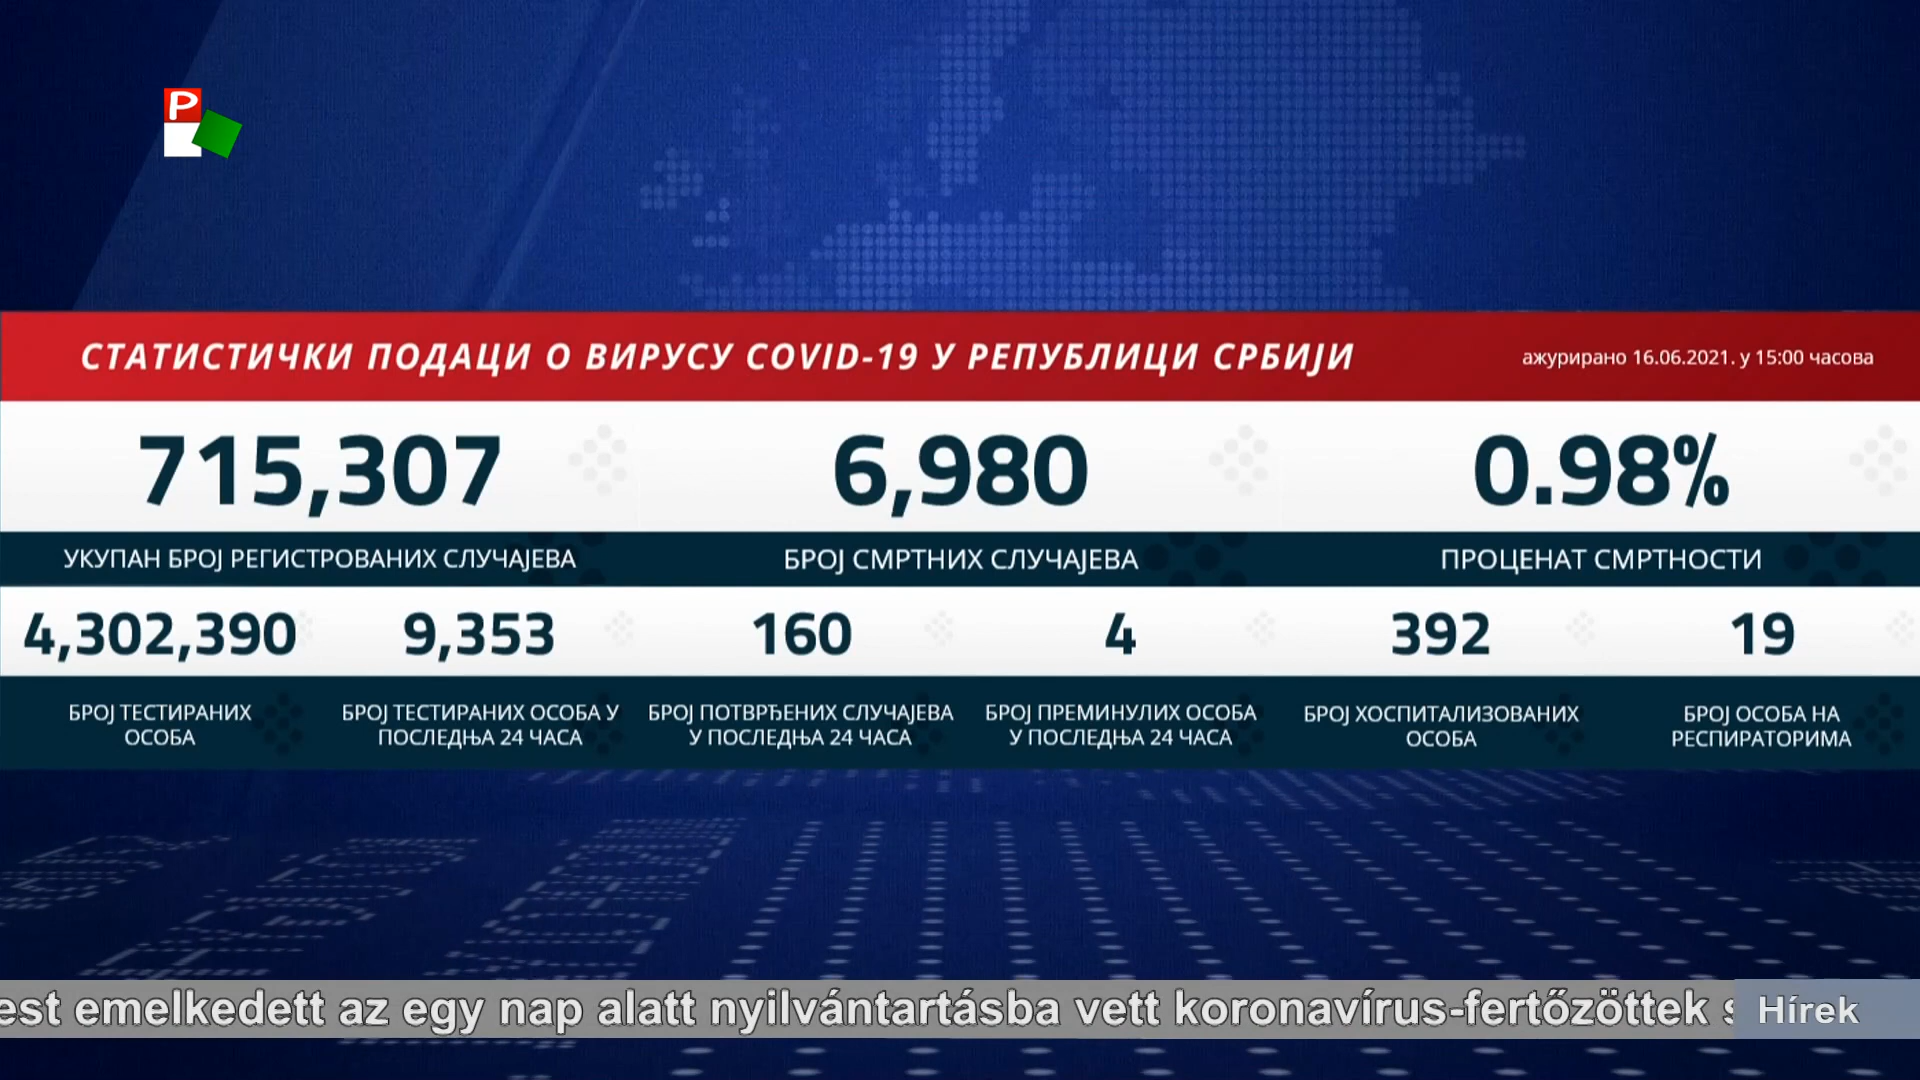 P
СТАТИСТИЧКИ ПОДАЦИ О ВИРУСУ COVID-19 У РЕПУБЛИЦИ СРБИЈИ
ажурирано 16.06.2021. у 15:00 часова
715,307
6,980
0.98%
УКУПАН БРОЈ РЕГИСТРОВАНИХ СЛУЧАЈЕВА
БРОЈ СМРТНИХ СЛУЧАЈЕВА
ПРОЦЕНАТ СМРТНОСТИ
4,302,390
9,353
160
4
392
19
БРОЈ ТЕСТИРАНИХ
ОСОБА
БРОЈ ТЕСТИРАНИХ ОСОБА У
ПОСЛЕДЊА 24 ЧАСА
БРОЈ ПОТВРЂЕНИХ СЛУЧАЈЕВА
У ПОСЛЕДЊА 24 ЧАСА
БРОЈ ПРЕМИНУЛИХ ОСОБА
У ПОСЛЕДЊА 24 ЧАСА
БРОЈ ХОСПИТАЛИЗОВАНИХ
ОСОБА
БРОЈ ОСОБА НА
РЕСПИРАТОРИМА
emelkedett az egy nap alatt nyilvántartásba vett koronavírus-fertőzöttek
Hírek